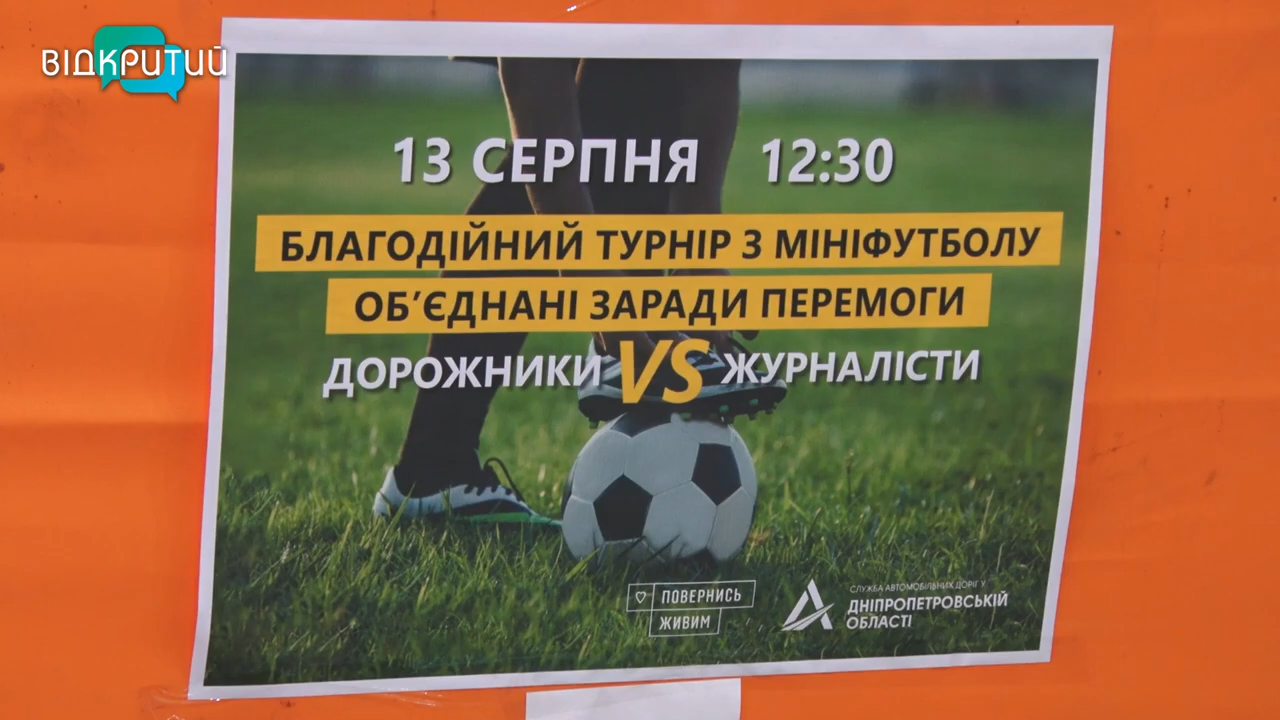 ВІДКРИТИЙ
13 СЕРПНЯ 12:30
БЛАГОДІЙНИЙ ТУРНІР З МІНІФУТБОЛУ
ОБ’ЄДНАНІ ЗАРАДИ ПЕРЕМОГИ
ДОРОЖНИКИ VS ЖУРНАЛІСТИ
ПОВЕРНИСЬ
ЖИВИМ
СЛУЖБА АВТОМОБІЛЬНИХ ДОРІГ У
ДНІПРОПЕТРОВСЬКІЙ
ОБЛАСТІ